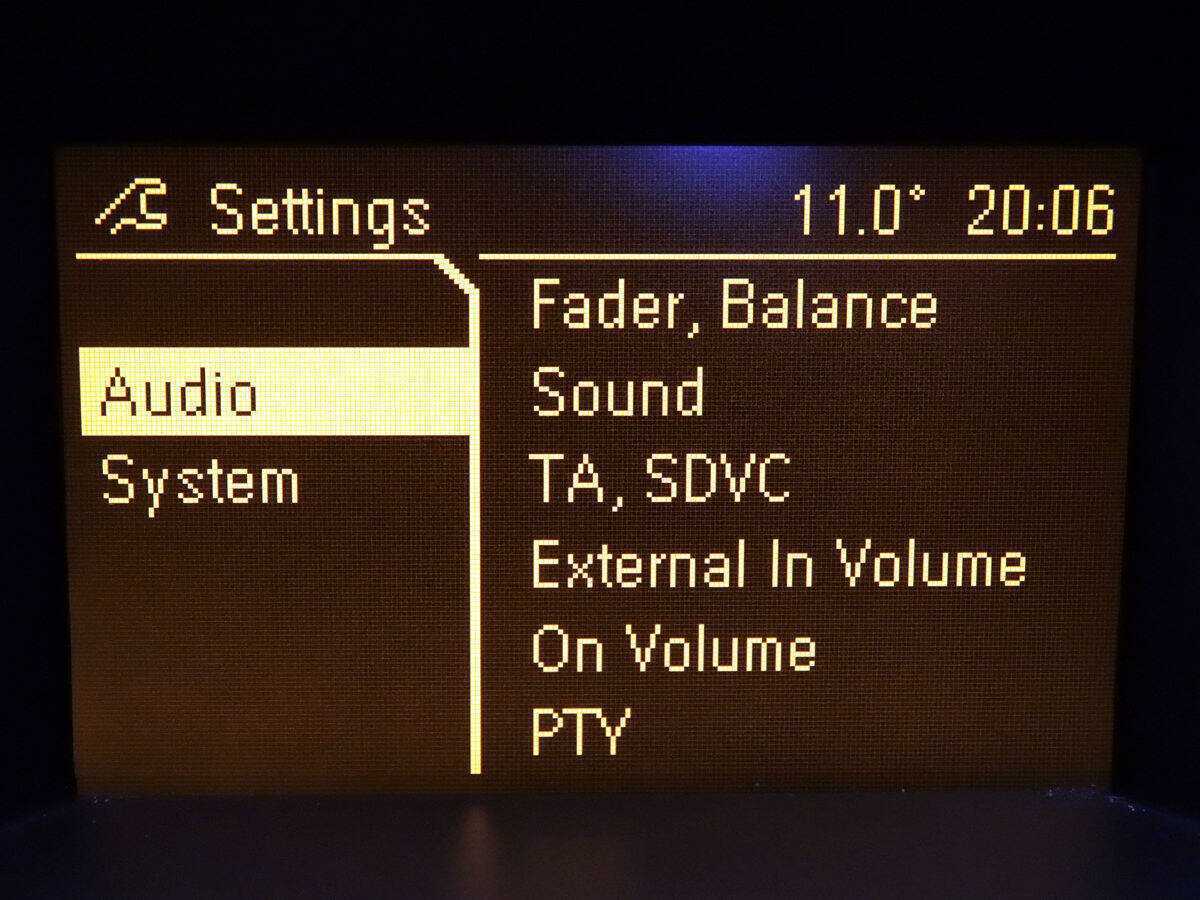 Settings 11.0° 20:06
Audio
System
Fader, Balance
Sound
TA, SDVC
External In Volume
On Volume
PTY